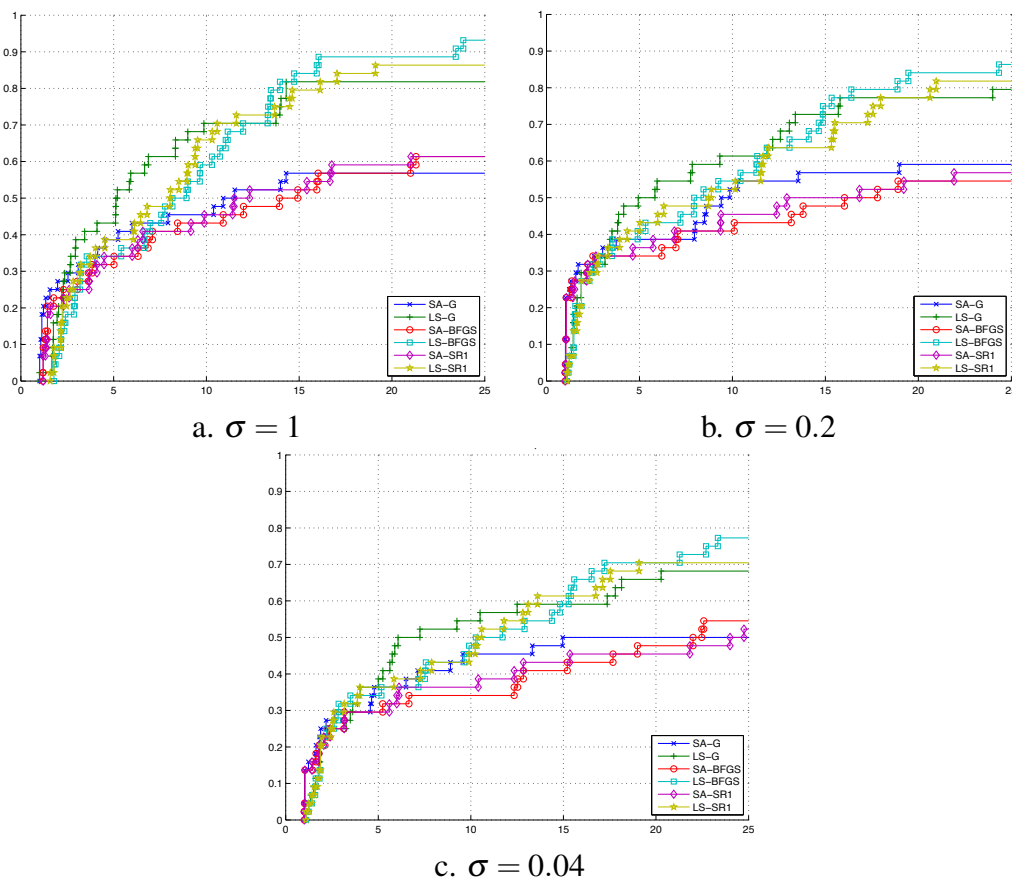 1
0.9
0.8
0.7
0.6
0.5
0.4
0.3
0.2
0.1
0
0 5 10 15 20 25
SA−G
LS−G
SA−BFGS
LS−BFGS
SA−SR1
LS−SR1
a. σ = 1
1
0.9
0.8
0.7
0.6
0.5
0.4
0.3
0.2
0.1
0
0 5 10 15 20 25
SA−G
LS−G
SA−BFGS
LS−BFGS
SA−SR1
LS−SR1
b. σ = 0.2
1
0.9
0.8
0.7
0.6
0.5
0.4
0.3
0.2
0.1
0
0 5 10 15 20 25
SA−G
LS−G
SA−BFGS
LS−BFGS
SA−SR1
LS−SR1
c. σ = 0.04